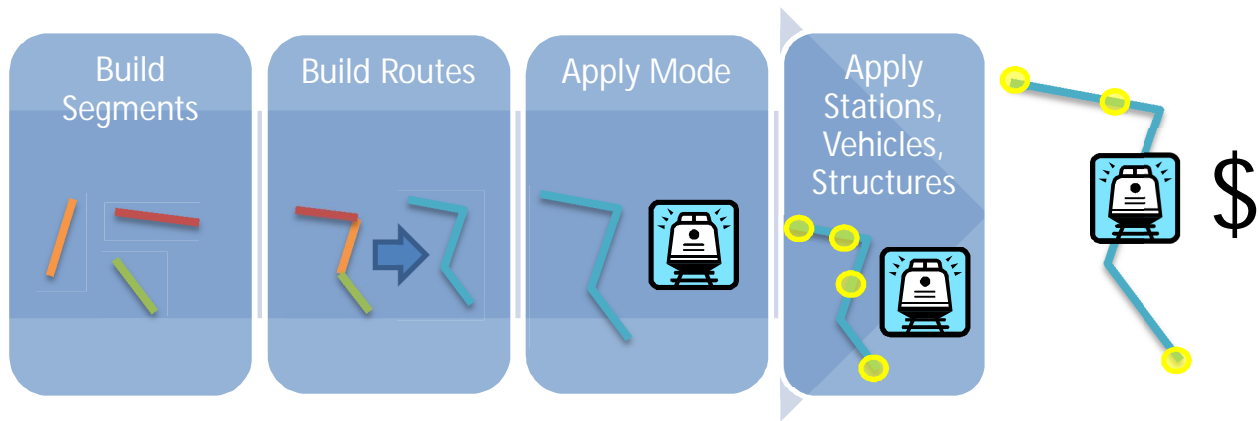 Build
Segments
Build Routes
Apply Mode
Apply
Stations,
Vehicles,
Structures
$